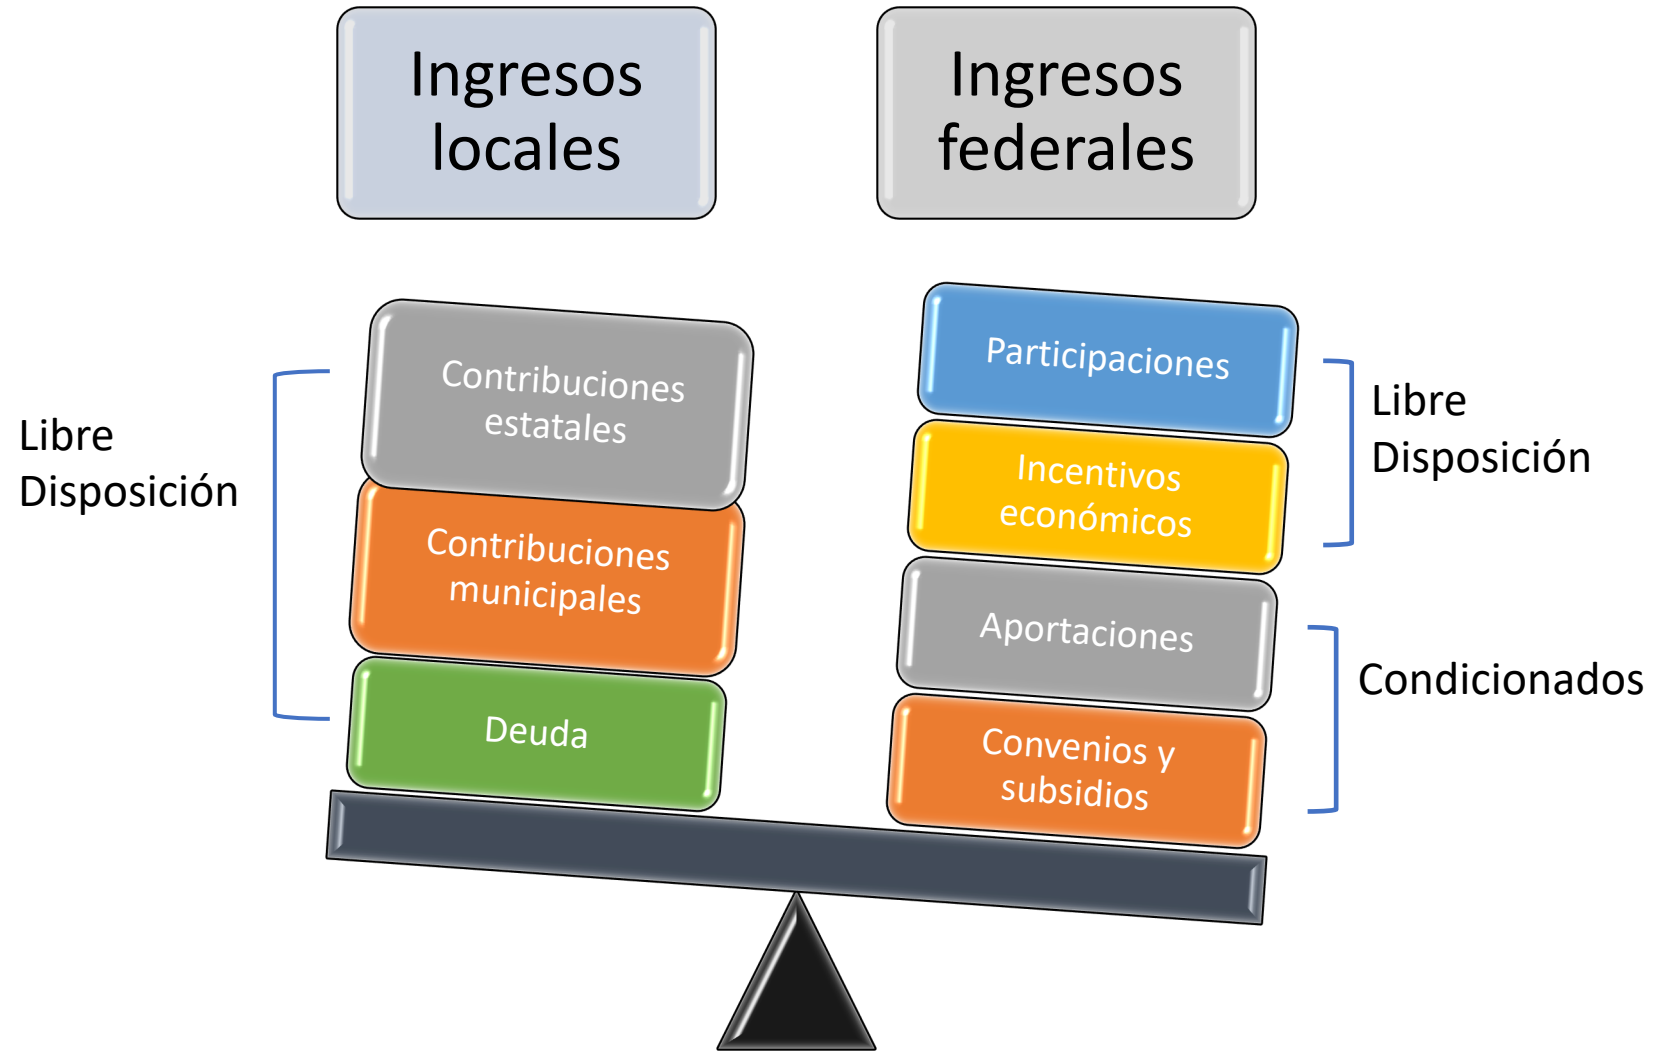 Ingresos
locales
Ingresos
federales
Libre
Disposición
Contribuciones
estatales
Contribuciones
municipales
Deuda
Participaciones
Incentivos
económicos
Aportaciones
Convenios y
subsidios
Libre
Disposición
Condicionados